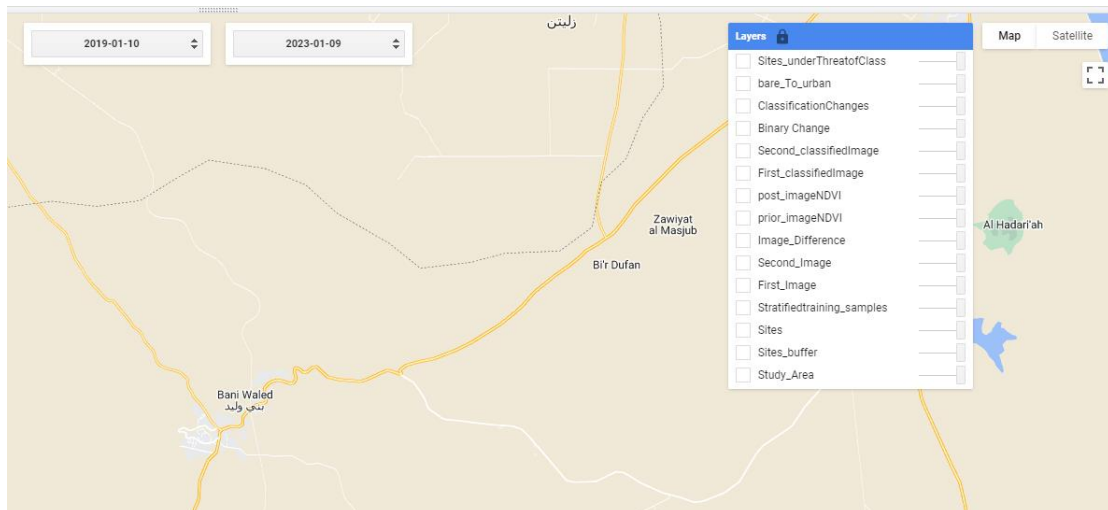 زليتن
2019-01-10
2023-01-09
Layers
Map
Satellite
Sites_underThreatofClass
bare_To_urban
ClassificationChanges
Binary Change
Second_classifiedImage
First_classifiedImage
post_imageNDVI
prior_imageNDVI
Image_Difference
Second_Image
First_Image
Stratifiedtraining_samples
Sites
Sites_buffer
Study_Area
Zawiyat
al Masjub
Al Hadari'ah
Bi'r Dufan
Bani Waled
بني وليد